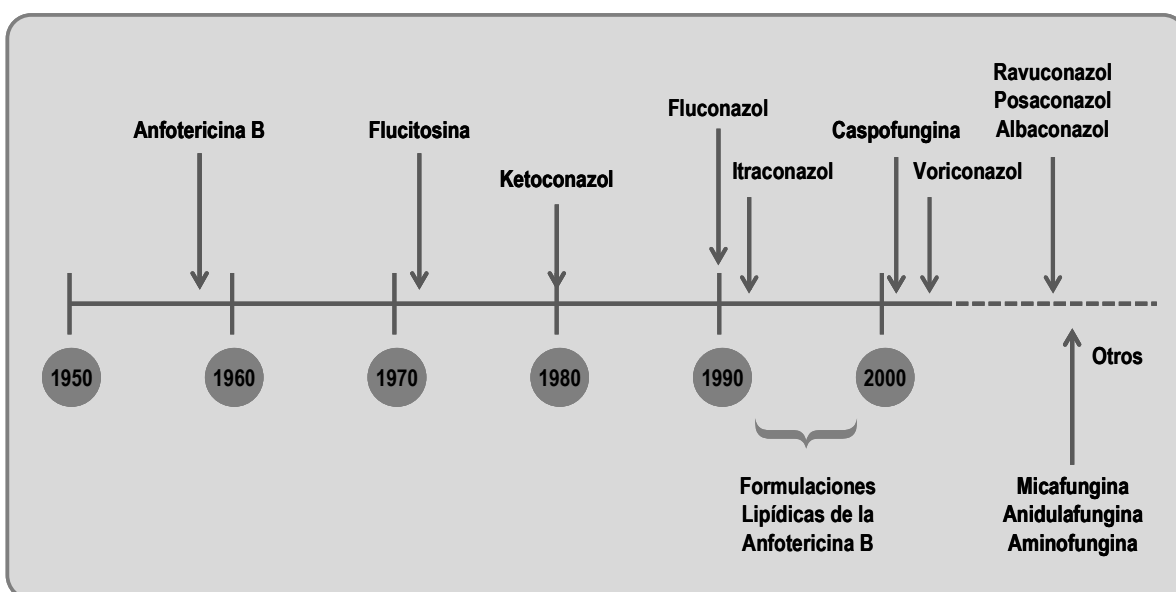 Ravuconazol
Posaconazol
Albaconazol
Anfotericina B
Flucitosina
Fluconazol
Caspofungina
Ketoconazol
Itraconazol
Voriconazol
Otros
1950
1960
1970
1980
1990
2000
Formulaciones
Lipídicas de la
Anfotericina B
Micafungina
Anidulafungina
Aminofungina